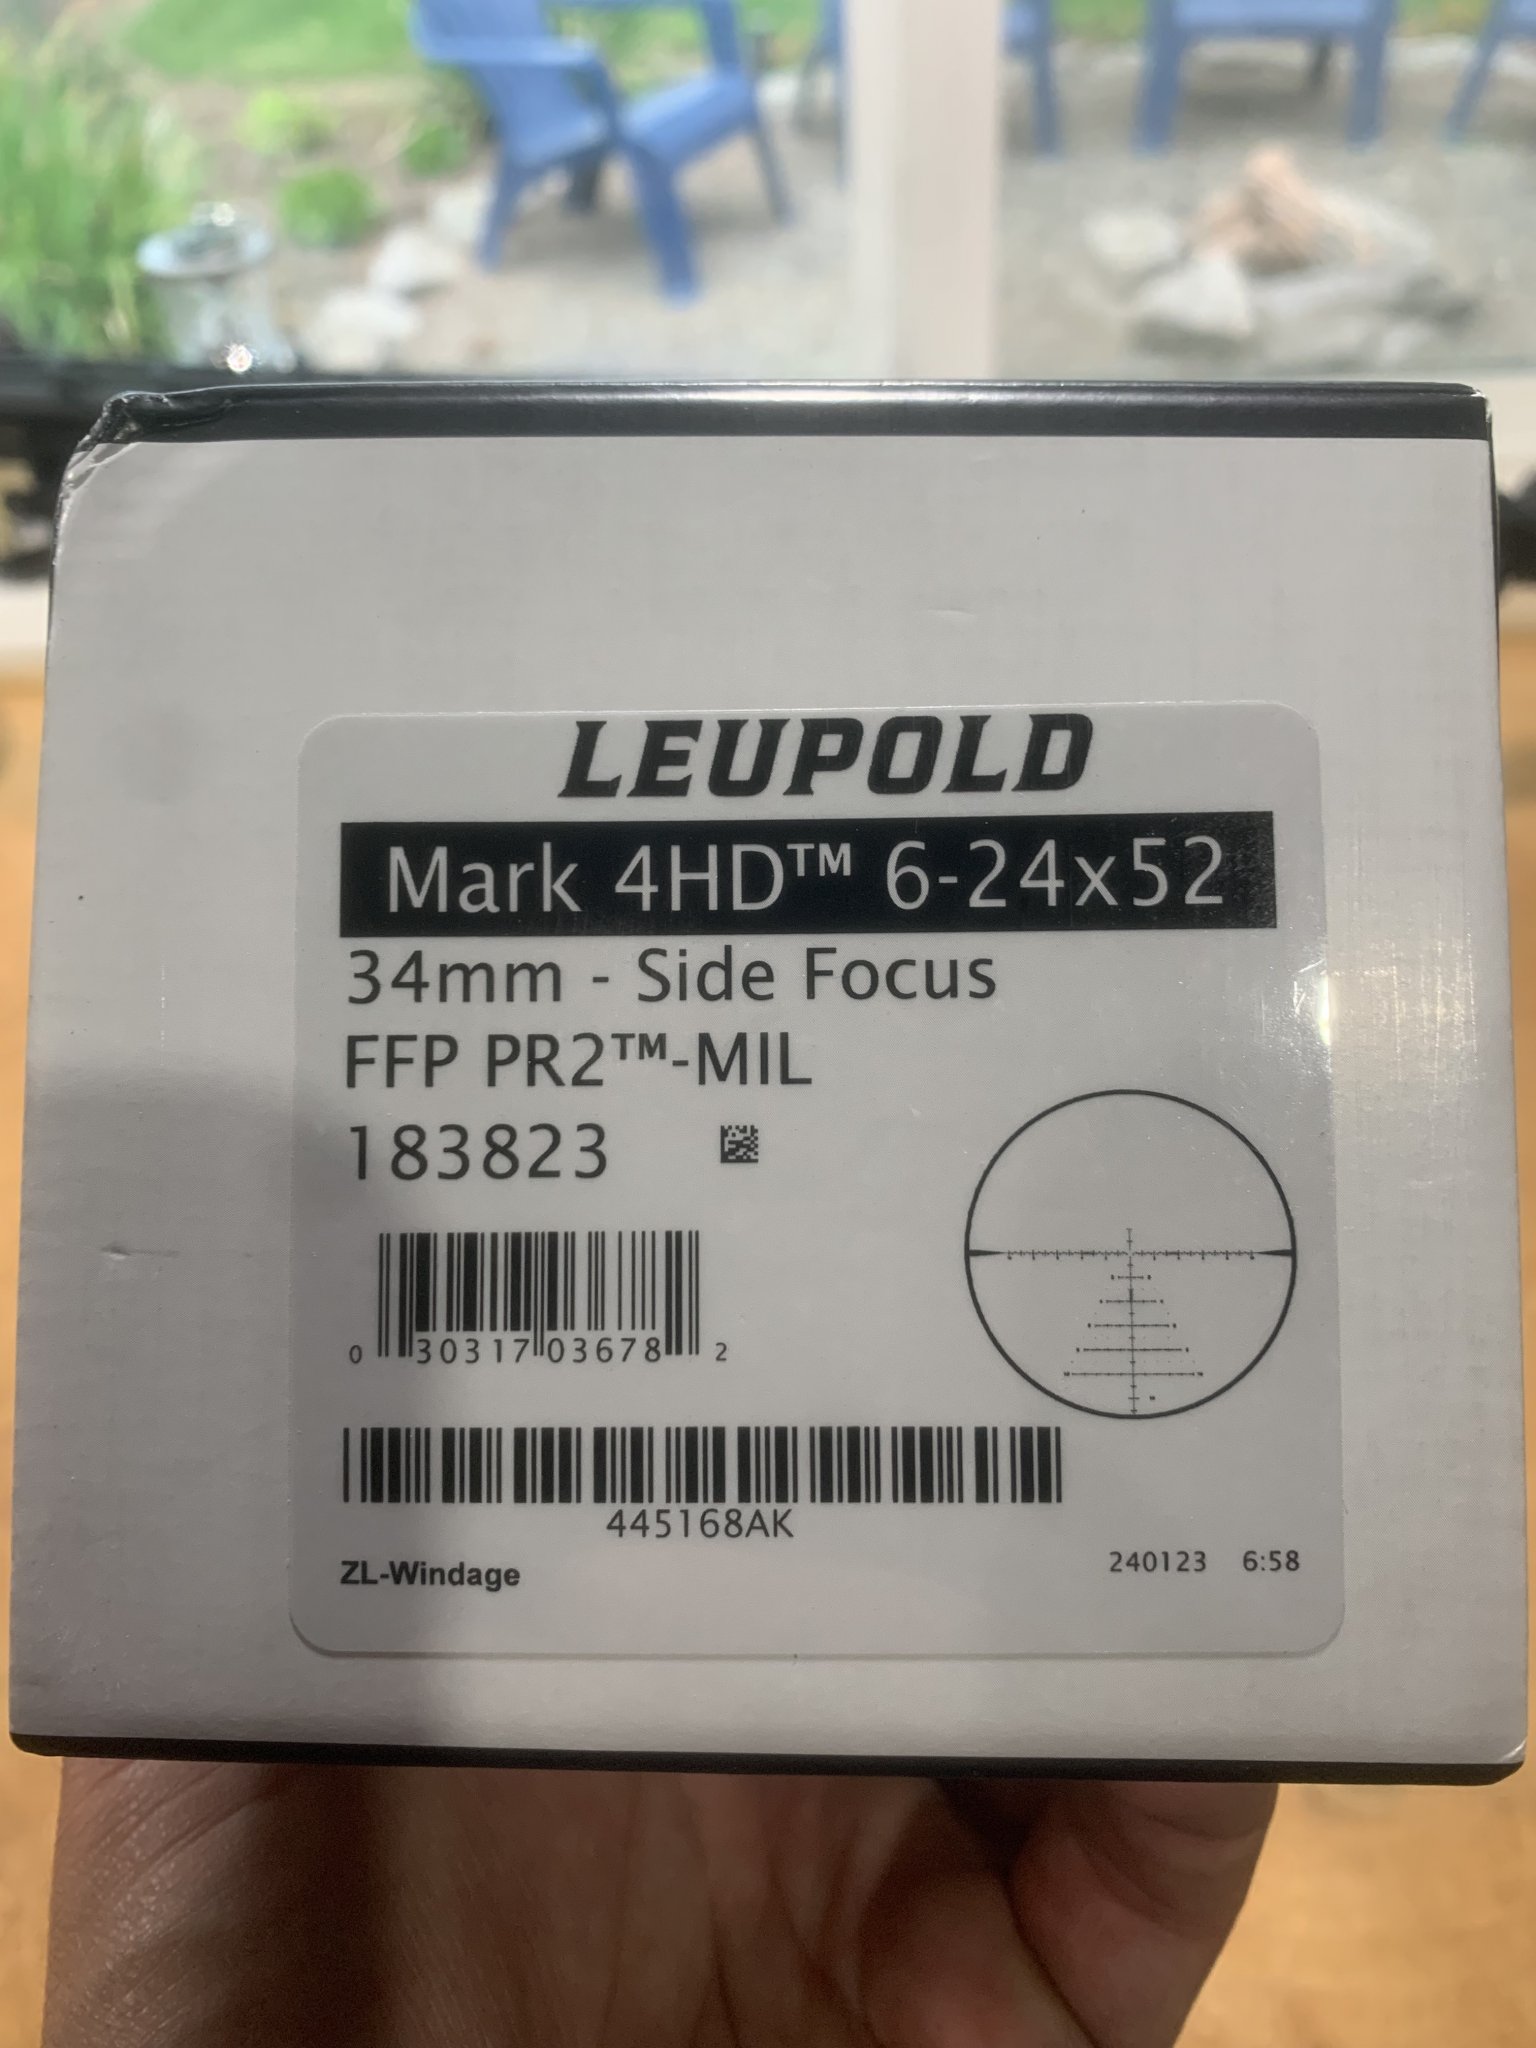 LEUPOLD
Mark 4HD™ 6-24x52
34mm - Side Focus
FFP PR2™-MIL
183823
0 30317 03678 2
445168AK
ZL-Windage
240123 6:58